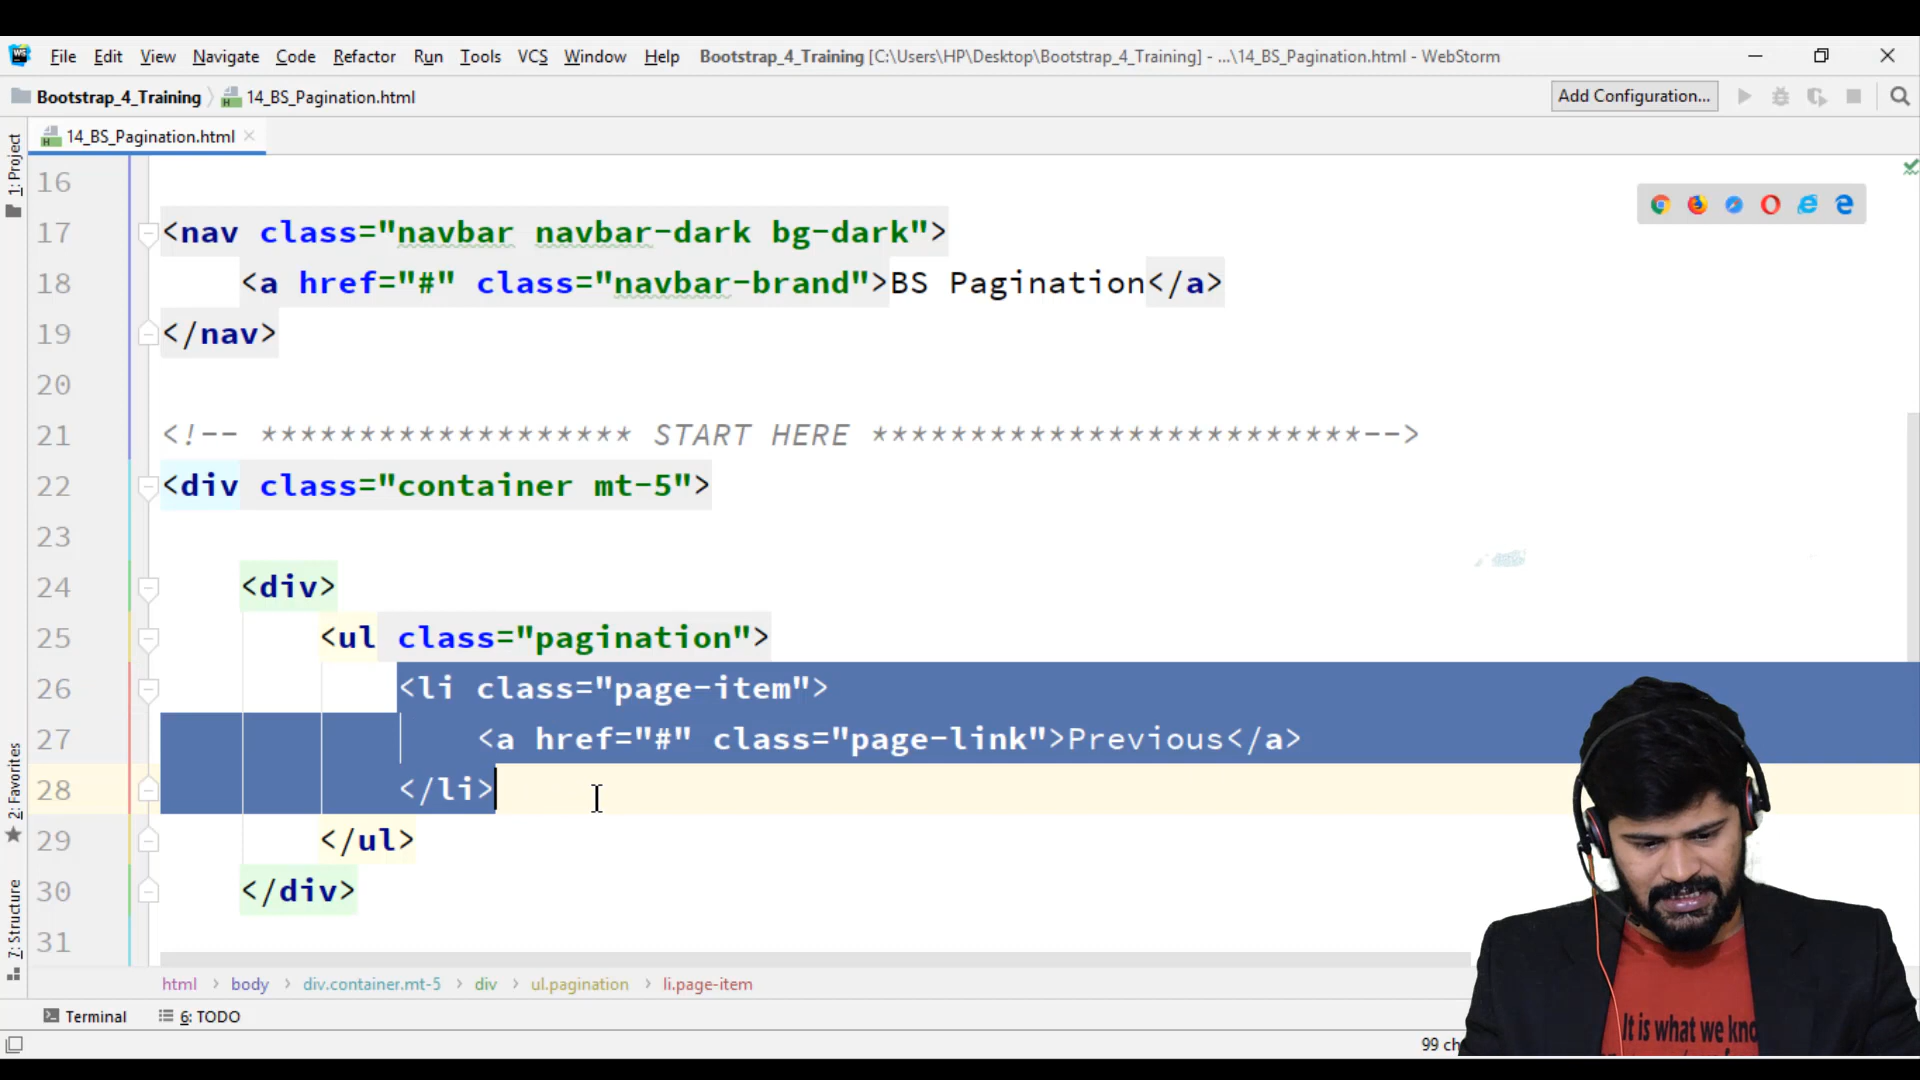 File Edit View Navigate Code Refactor Run Tools VCS Window Help Bootstrap_4_Training [C:\Users\HP\Desktop\Bootstrap_4_Training] - ...\14_BS_Pagination.html - WebStorm
Bootstrap_4_Training 14_BS_Pagination.html Add Configuration...
14_BS_Pagination.html
1: Project
16
17 <nav class="navbar navbar-dark bg-dark">
18 <a href="#" class="navbar-brand">BS Pagination</a>
19 </nav>
20
21 <!-- ******************* START HERE *************************-->
22 <div class="container mt-5">
23
24 <div>
25 <ul class="pagination">
26 <li class="page-item">
27 <a href="#" class="page-link">Previous</a>
28 </li>
29 </ul>
30 </div>
31
2: Favorites
7: Structure
html body div.container.mt-5 div ul.pagination li.page-item
Terminal 6: TODO
99
It is what we